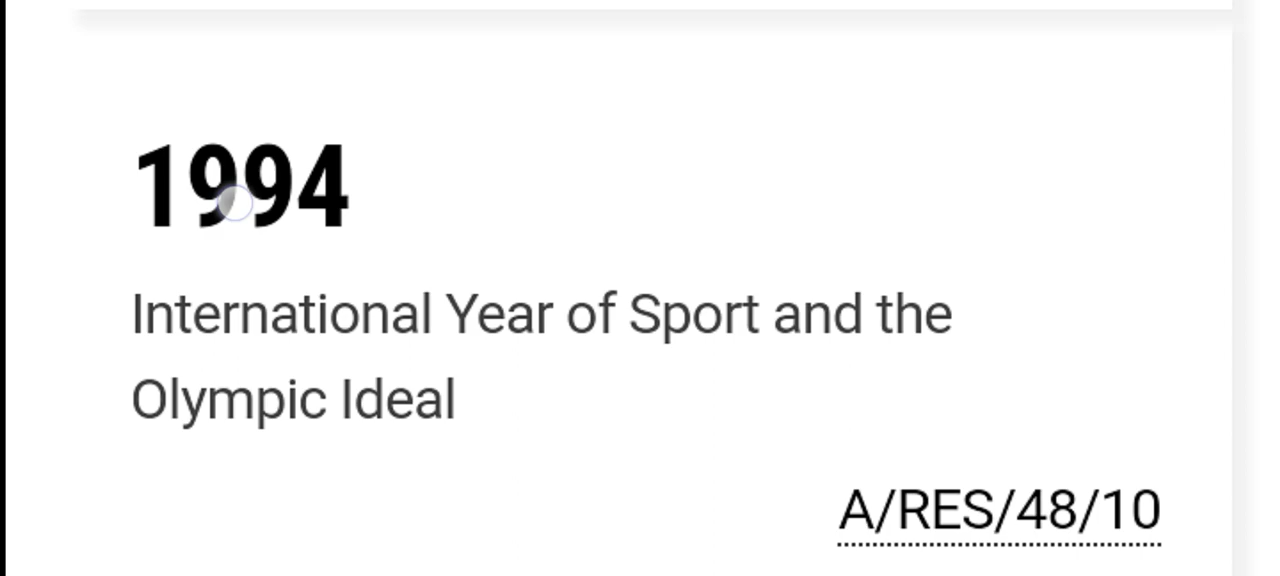 1994
International Year of Sport and the
Olympic Ideal
A/RES/48/10